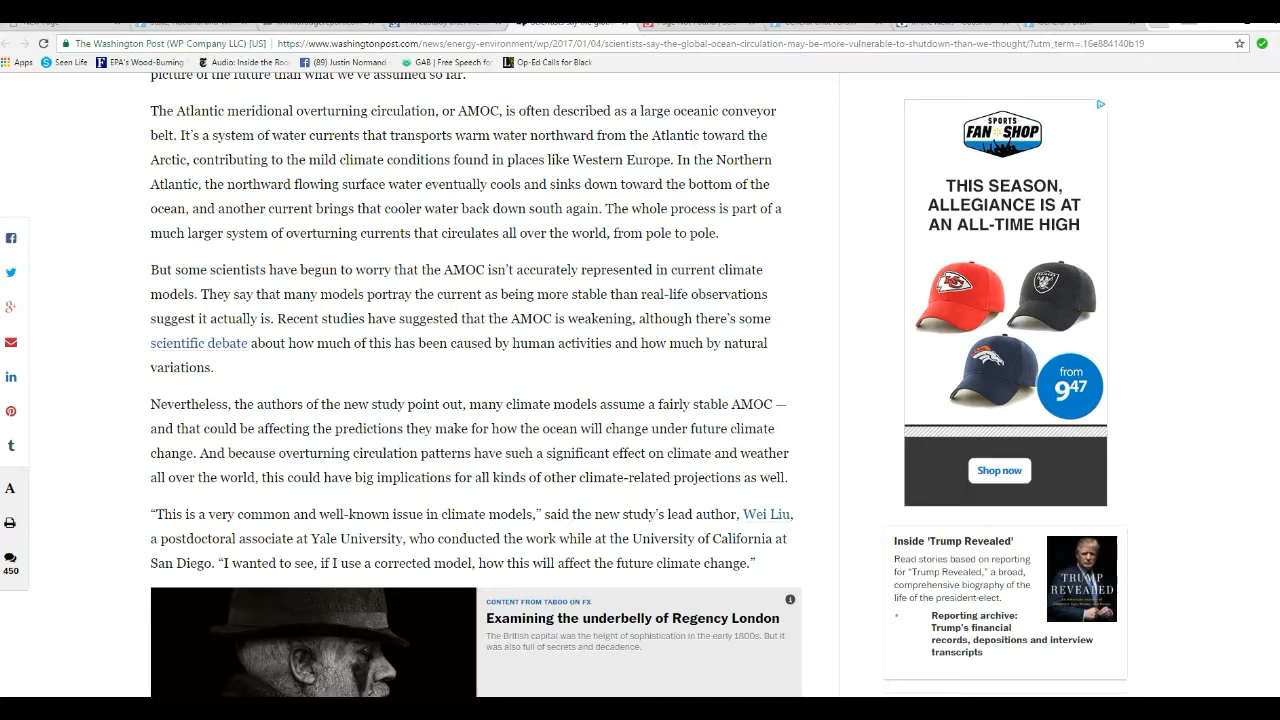 The Washington Post (WP Company LLC) [US]
https://www.washingtonpost.com/news/energy-environment/wp/2017/01/04/scientists-say-the-global-ocean-circulation-may-be-more-vulnerable-to-shutdown-than-we-thought/?utm_term=.16e884140b19
Apps
Seen Life
EPA's Wood-Burning
Audio: Inside the Roo
(89) Justin Normand
GAB | Free Speech fo
Op-Ed Calls for Black
picture of the future than what we've assumed so far.
The Atlantic meridional overturning circulation, or AMOC, is often described as a large oceanic conveyor
belt. It’s a system of water currents that transports warm water northward from the Atlantic toward the
Arctic, contributing to the mild climate conditions found in places like Western Europe. In the Northern
Atlantic, the northward flowing surface water eventually cools and sinks down toward the bottom of the
ocean, and another current brings that cooler water back down south again. The whole process is part of a
much larger system of overturning currents that circulates all over the world, from pole to pole.
But some scientists have begun to worry that the AMOC isn’t accurately represented in current climate
models. They say that many models portray the current as being more stable than real-life observations
suggest it actually is. Recent studies have suggested that the AMOC is weakening, although there’s some
scientific debate about how much of this has been caused by human activities and how much by natural
variations.
Nevertheless, the authors of the new study point out, many climate models assume a fairly stable AMOC —
and that could be affecting the predictions they make for how the ocean will change under future climate
change. And because overturning circulation patterns have such a significant effect on climate and weather
all over the world, this could have big implications for all kinds of other climate-related projections as well.
“This is a very common and well-known issue in climate models,” said the new study’s lead author, Wei Liu,
a postdoctoral associate at Yale University, who conducted the work while at the University of California at
San Diego. “I wanted to see, if I use a corrected model, how this will affect the future climate change.”
CONTENT FROM TABOO ON FX
Examining the underbelly of Regency London
The British capital was the height of sophistication in the early 1800s. But it
was also full of secrets and decadence.
A
450
SPORTS
FAN SHOP
THIS SEASON,
ALLEGIANCE IS AT
AN ALL-TIME HIGH
from
9 47
Shop now
Inside 'Trump Revealed'
Read stories based on reporting
for “Trump Revealed,” a broad,
comprehensive biography of the
life of the president-elect.
Reporting archive:
Trump’s financial
records, depositions and interview
transcripts
TRUMP
REVEALED